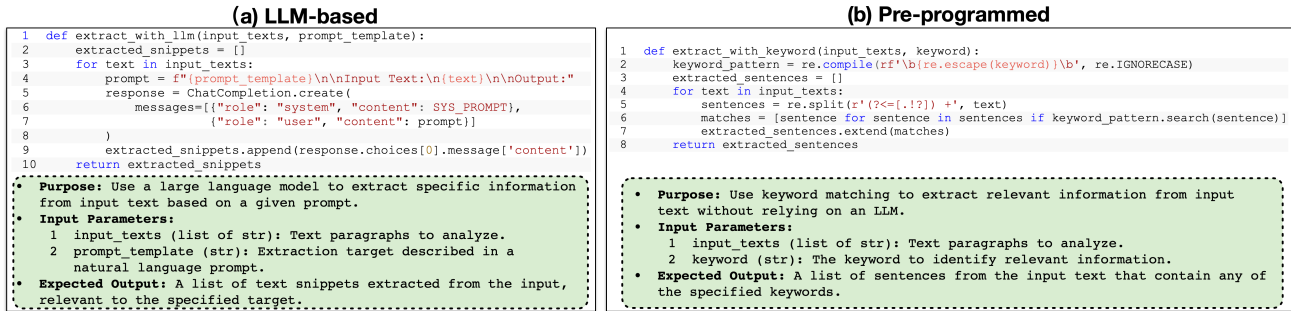 (a) LLM-based
1 def extract_with_llm(input_texts, prompt_template):
2 extracted_snippets = []
3 for text in input_texts:
4 prompt = f"{prompt_template}\n\nInput Text:\n{text}\n\nOutput:"
5 response = ChatCompletion.create(
6 messages=[{"role": "system", "content": SYS_PROMPT},
7 {"role": "user", "content": prompt}]
8 )
9 extracted_snippets.append(response.choices[0].message['content'])
10 return extracted_snippets
• Purpose: Use a large language model to extract specific information
from input text based on a given prompt.
• Input Parameters:
1 input_texts (list of str): Text paragraphs to analyze.
2 prompt_template (str): Extraction target described in a
natural language prompt.
• Expected Output: A list of text snippets extracted from the input,
relevant to the specified target.
(b) Pre-programmed
1 def extract_with_keyword(input_texts, keyword):
2 keyword_pattern = re.compile(rf'\b{re.escape(keyword)}\b', re.IGNORECASE)
3 extracted_sentences = []
4 for text in input_texts:
5 sentences = re.split(r'(?<=[.!?]) +', text)
6 matches = [sentence for sentence in sentences if keyword_pattern.search(sentence)]
7 extracted_sentences.extend(matches)
8 return extracted_sentences
• Purpose: Use keyword matching to extract relevant information from input
text without relying on an LLM.
• Input Parameters:
1 input_texts (list of str): Text paragraphs to analyze.
2 keyword (str): The keyword to identify relevant information.
• Expected Output: A list of sentences from the input text that contain any of
the specified keywords.